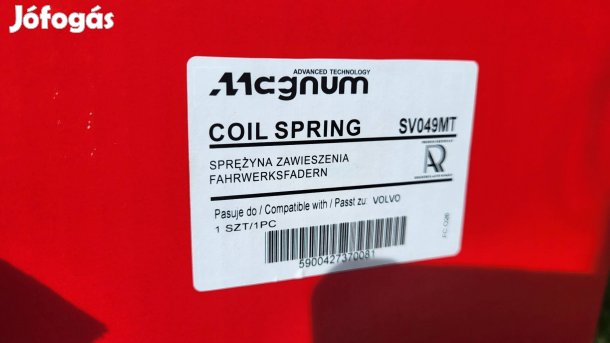 Jófogás
ADVANCED TECHNOLOGY
Magnum
COIL SPRING SV049MT
SPRĘŻYNA ZAWIESZENIA
FAHRWERKSFADERN
Pasuje do / Compatible with / Passt zu: VOLVO
1 SZT/1PC
5900427370081